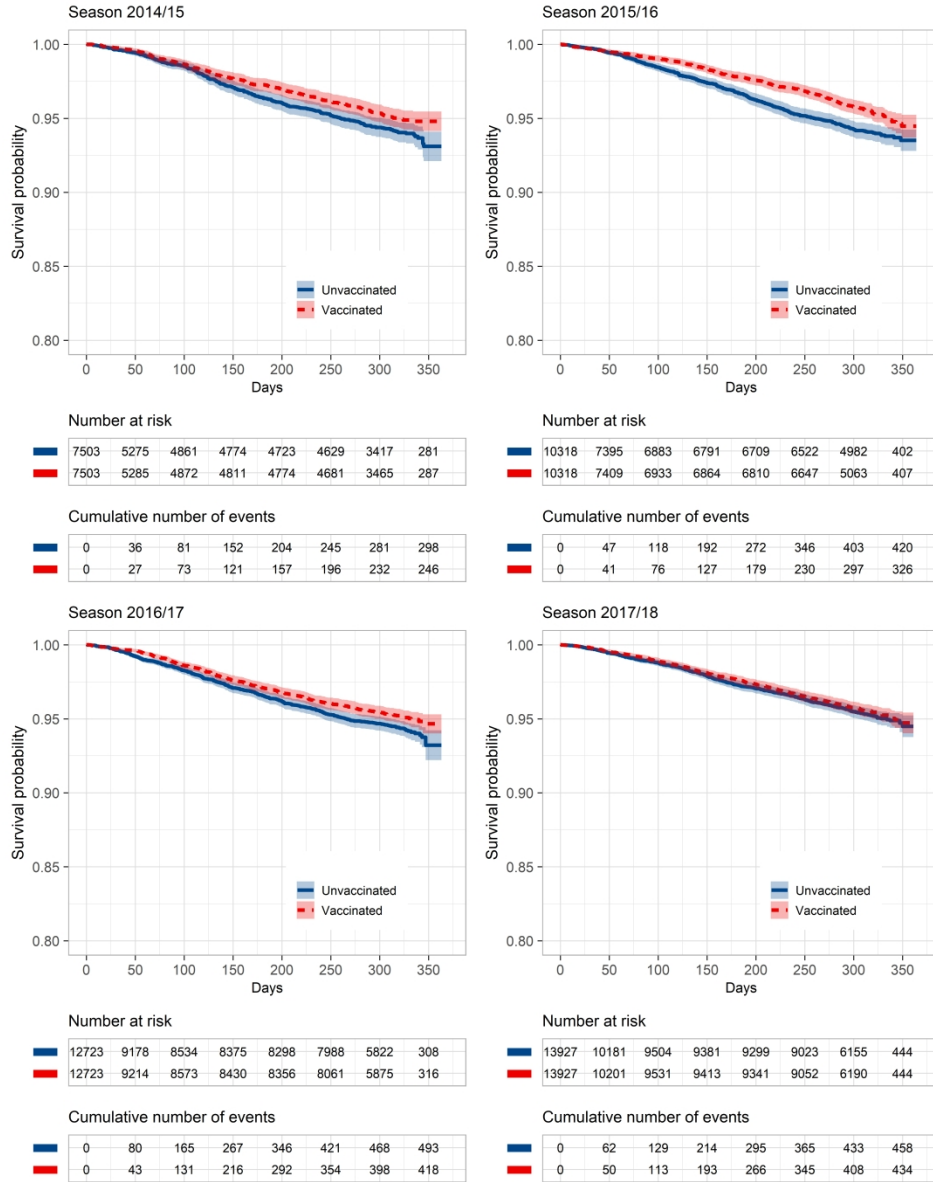 Season 2014/15
Survival probability
1.00
0.95
0.90
0.85
0.80
Unvaccinated
Vaccinated
0 50 100 150 200 250 300 350
Days
Number at risk
7503 5275 4861 4774 4723 4629 3417 281
7503 5285 4872 4811 4774 4681 3465 287
Cumulative number of events
0 36 81 152 204 245 281 298
0 27 73 121 157 196 232 246
Season 2015/16
Survival probability
1.00
0.95
0.90
0.85
0.80
Unvaccinated
Vaccinated
0 50 100 150 200 250 300 350
Days
Number at risk
10318 7395 6883 6791 6709 6522 4982 402
10318 7409 6933 6864 6810 6647 5063 407
Cumulative number of events
0 47 118 192 272 346 403 420
0 41 76 127 179 230 297 326
Season 2016/17
Survival probability
1.00
0.95
0.90
0.85
0.80
Unvaccinated
Vaccinated
0 50 100 150 200 250 300 350
Days
Number at risk
12723 9178 8534 8375 8298 7988 5822 308
12723 9214 8573 8430 8356 8061 5875 316
Cumulative number of events
0 80 165 267 346 421 468 493
0 43 131 216 292 354 398 418
Season 2017/18
Survival probability
1.00
0.95
0.90
0.85
0.80
Unvaccinated
Vaccinated
0 50 100 150 200 250 300 350
Days
Number at risk
13927 10181 9504 9381 9299 9023 6155 444
13927 10201 9531 9413 9341 9052 6190 444
Cumulative number of events
0 62 129 214 295 365 433 458
0 50 113 193 266 345 408 434